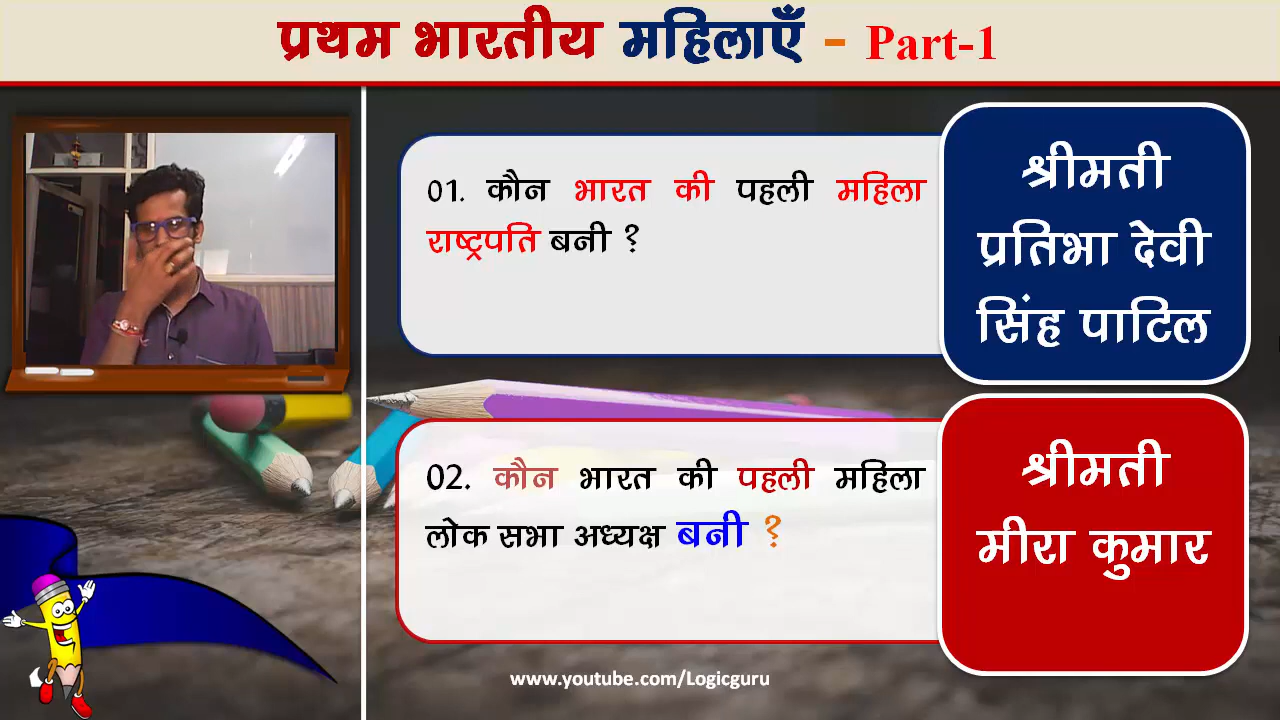 प्रथम भारतीय महिलाएँ - Part-1
01. कौन भारत की पहली महिला
राष्ट्रपति बनी ?
श्रीमती
प्रतिभा देवी
सिंह पाटिल
02. कौन भारत की पहली महिला
लोक सभा अध्यक्ष बनी ?
श्रीमती
मीरा कुमार
www.youtube.com/Logicguru